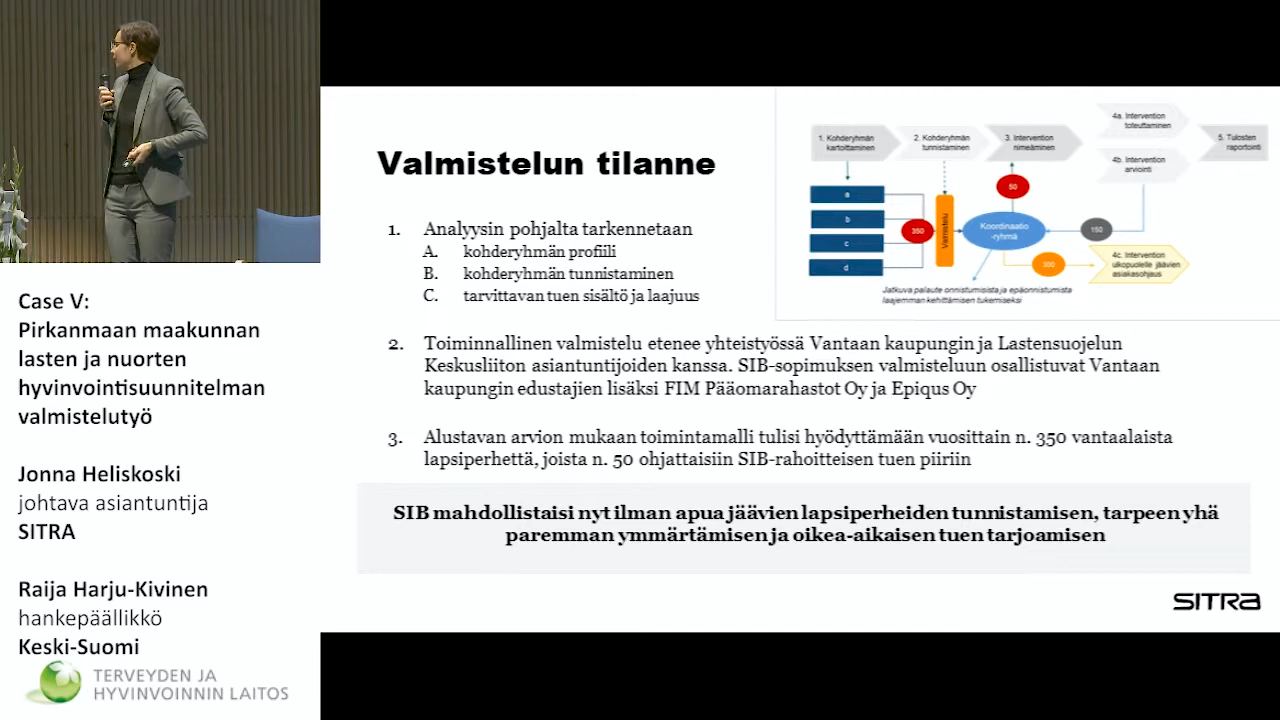 Case V:
Pirkanmaan maakunnan
lasten ja nuorten
hyvinvointisuunnitelman
valmistelutyö
Jonna Heliskoski
johtava asiantuntija
SITRA
Raija Harju-Kivinen
hankepäällikkö
Keski-Suomi
TERVEYDEN JA
HYVINVOINNIN LAITOS
Valmistelun tilanne
1. Analyysin pohjalta tarkennetaan
A. kohderyhmän profiili
B. kohderyhmän tunnistaminen
C. tarvittavan tuen sisältö ja laajuus
2. Toiminnallinen valmistelu etenee yhteistyössä Vantaan kaupungin ja Lastensuojelun
Keskusliiton asiantuntijoiden kanssa. SIB-sopimuksen valmisteluun osallistuvat Vantaan
kaupungin edustajien lisäksi FIM Pääomarahastot Oy ja Epiqus Oy
3. Alustavan arvion mukaan toimintamalli tulisi hyödyttämään vuosittain n. 350 vantaalaista
lapsiperhettä, joista n. 50 ohjattaisiin SIB-rahoitteisen tuen piiriin
SIB mahdollistaisi nyt ilman apua jäävien lapsiperheiden tunnistamisen, tarpeen yhä
paremman ymmärtämisen ja oikea-aikaisen tuen tarjoamisen
1. Kohderyhmän
kartoittaminen
2. Kohderyhmän
tunnistaminen
3. Intervention
nimeäminen
4a. Intervention
toteuttaminen
4b. Intervention
arviointi
5. Tulosten
raportointi
a
b
c
d
350
Valmistelu
50
Koordinaatio
-ryhmä
150
300
4c. Intervention
ulkopuolelle jäävien
asiakasohjaus
Jatkuva palaute onnistumisista ja epäonnistumista
laajemman kehittämisen tukemiseksi
SITRA